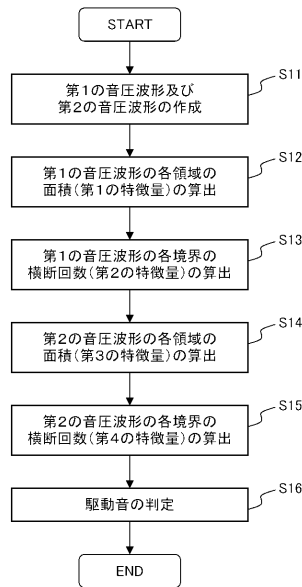 START
S11
第1の音圧波形及び
第2の音圧波形の作成
S12
第1の音圧波形の各領域の
面積(第1の特徴量)の算出
S13
第1の音圧波形の各境界の
横断回数(第2の特徴量)の算出
S14
第2の音圧波形の各領域の
面積(第3の特徴量)の算出
S15
第2の音圧波形の各境界の
横断回数(第4の特徴量)の算出
S16
駆動音の判定
END